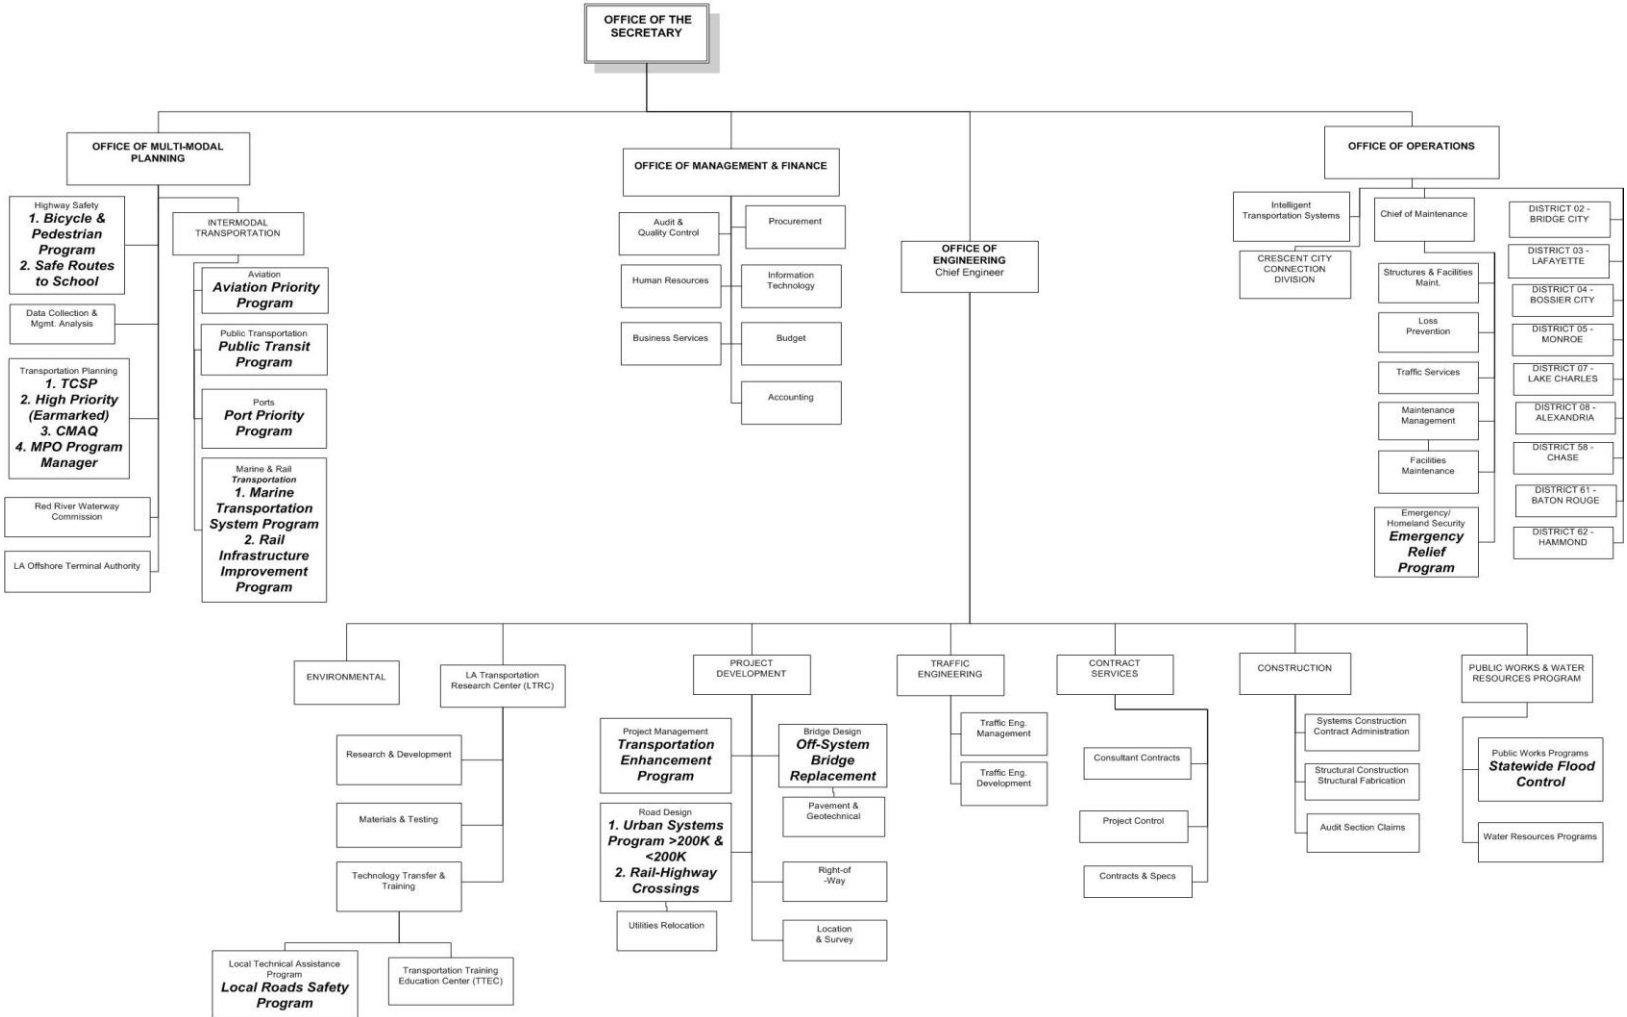 OFFICE OF THE
SECRETARY
OFFICE OF MULTI-MODAL
PLANNING
Highway Safety
1. Bicycle &
Pedestrian
Program
2. Safe Routes
to School
Data Collection &
Mgmt. Analysis
Transportation Planning
1. TCSP
2. High Priority
(Earmarked)
3. CMAQ
4. MPO Program
Manager
Red River Waterway
Commission
LA Offshore Terminal Authority
INTERMODAL
TRANSPORTATION
Aviation
Aviation Priority
Program
Public Transportation
Public Transit
Program
Ports
Port Priority
Program
Marine & Rail
Transportation
1. Marine
Transportation
System Program
2. Rail
Infrastructure
Improvement
Program
OFFICE OF MANAGEMENT & FINANCE
Audit &
Quality Control
Procurement
Human Resources
Information
Technology
Business Services
Budget
Accounting
OFFICE OF
ENGINEERING
Chief Engineer
OFFICE OF OPERATIONS
Intelligent
Transportation Systems
CRESCENT CITY
CONNECTION
DIVISION
Chief of Maintenance
Structures & Facilities
Maint.
Loss
Prevention
Traffic Services
Maintenance
Management
Facilities
Maintenance
Emergency/
Homeland Security
Emergency
Relief
Program
DISTRICT 02 -
BRIDGE CITY
DISTRICT 03 -
LAFAYETTE
DISTRICT 04 -
BOSSIER CITY
DISTRICT 05 -
MONROE
DISTRICT 07 -
LAKE CHARLES
DISTRICT 08 -
ALEXANDRIA
DISTRICT 58 -
CHASE
DISTRICT 61 -
BATON ROUGE
DISTRICT 62 -
HAMMOND
ENVIRONMENTAL
LA Transportation
Research Center (LTRC)
Research & Development
Materials & Testing
Technology Transfer &
Training
Local Technical Assistance
Program
Local Roads Safety
Program
Transportation Training
Education Center (TTEC)
PROJECT
DEVELOPMENT
Project Management
Transportation
Enhancement
Program
Road Design
1. Urban Systems
Program >200K &
<200K
2. Rail-Highway
Crossings
Utilities Relocation
Bridge Design
Off-System
Bridge
Replacement
Pavement &
Geotechnical
Right-of
-Way
Location
& Survey
TRAFFIC
ENGINEERING
Traffic Eng.
Management
Traffic Eng.
Development
CONTRACT
SERVICES
Consultant Contracts
Project Control
Contracts & Specs
CONSTRUCTION
Systems Construction
Contract Administration
Structural Construction
Structural Fabrication
Audit Section Claims
PUBLIC WORKS & WATER
RESOURCES PROGRAM
Public Works Programs
Statewide Flood
Control
Water Resources Programs